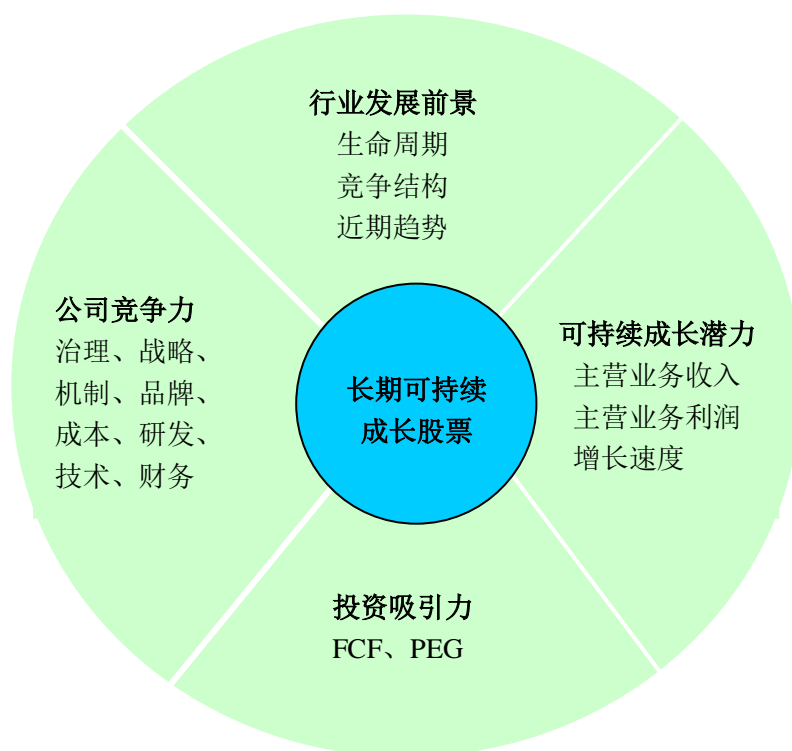 行业发展前景
生命周期
竞争结构
近期趋势
公司竞争力
治理、战略、
机制、品牌、
成本、研发、
技术、财务
长期可持续
成长股票
可持续成长潜力
主营业务收入
主营业务利润
增长速度
投资吸引力
FCF、PEG